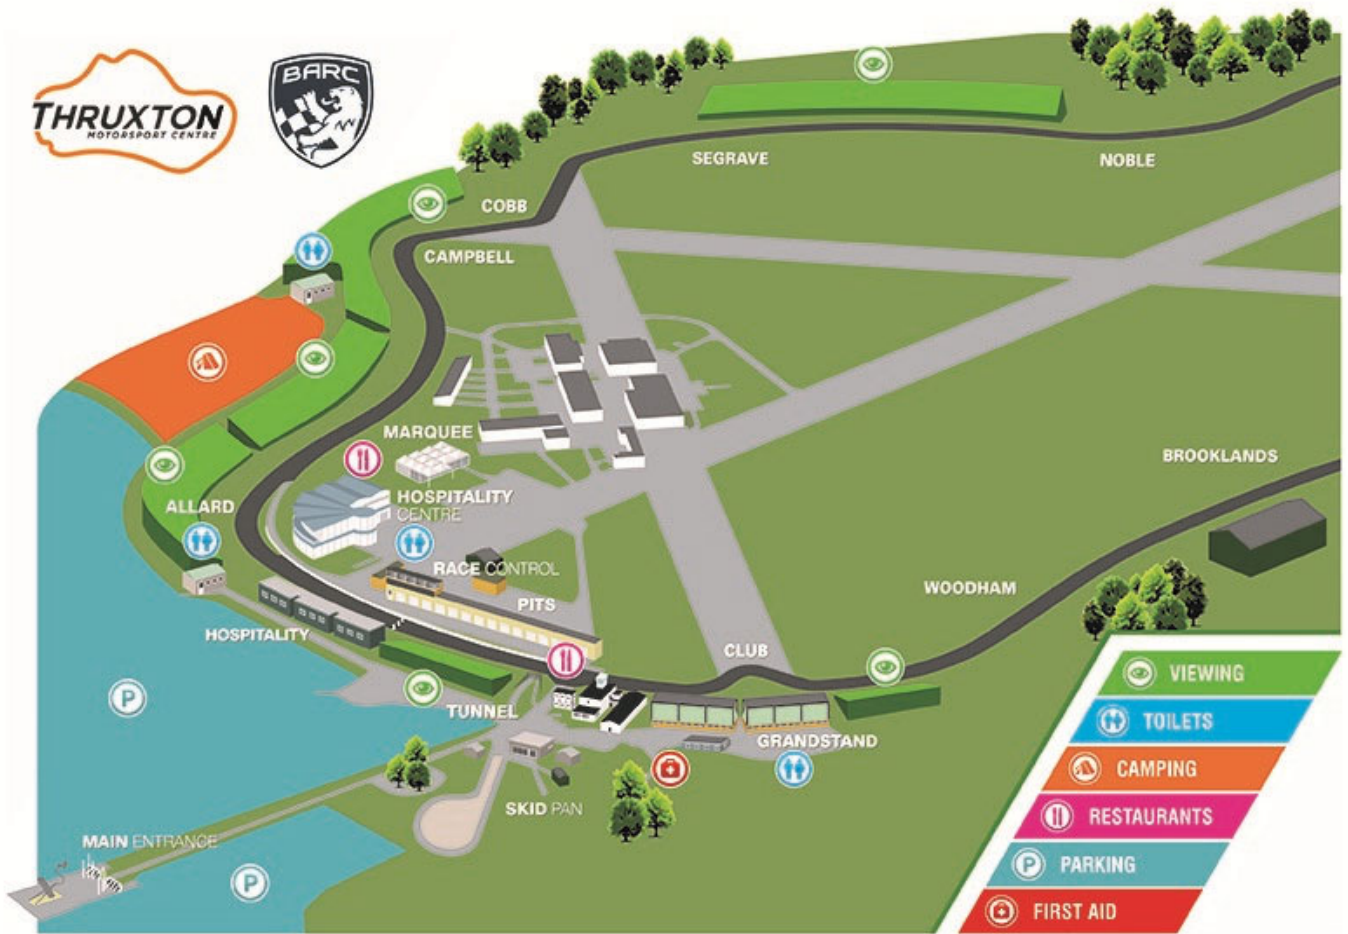 THRUXTON
MOTORSPORT CENTRE
BARC
SEGRAVE
NOBLE
COBB
CAMPBELL
MARQUEE
BROOKLANDS
HOSPITALITY
CENTRE
ALLARD
RACE CONTROL
WOODHAM
PITS
HOSPITALITY
CLUB
TUNNEL
GRANDSTAND
SKID PAN
MAIN ENTRANCE
P
P
VIEWING
TOILETS
CAMPING
RESTAURANTS
P PARKING
FIRST AID